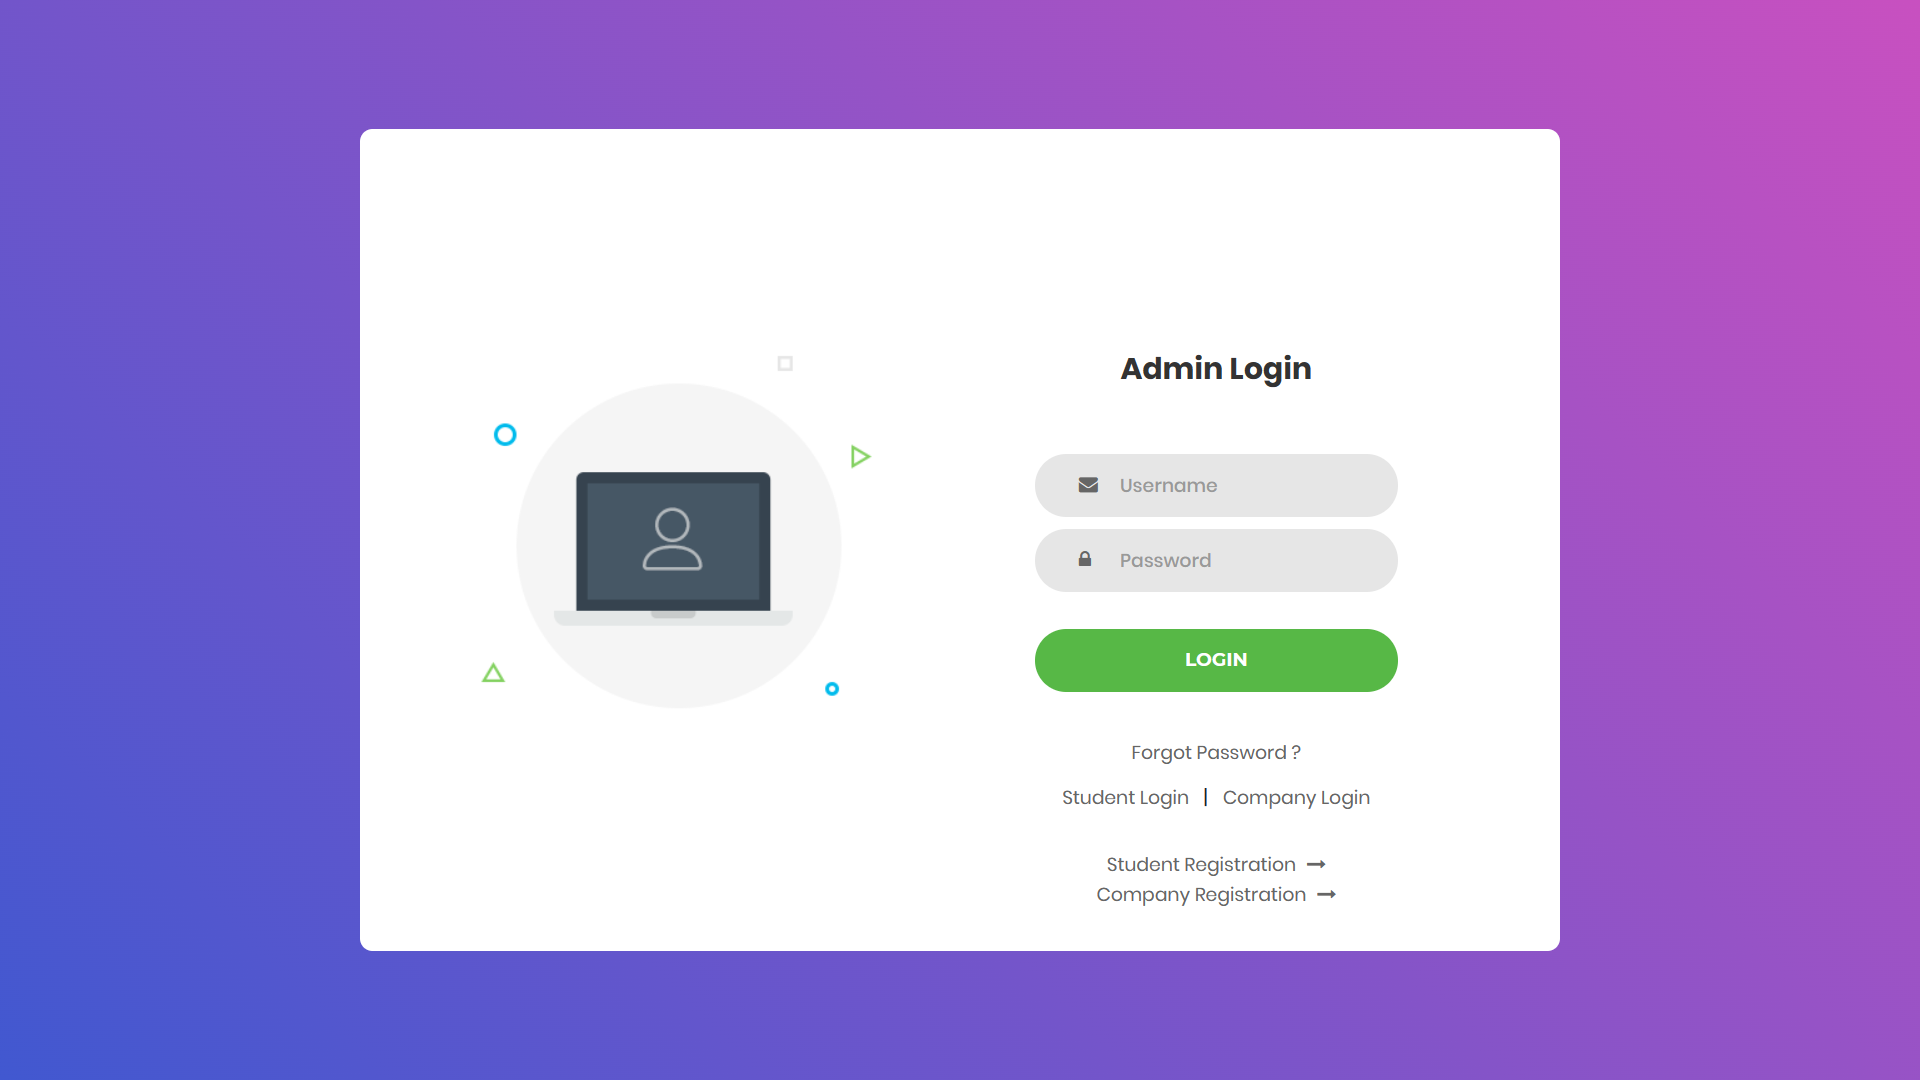 Admin Login
Username
Password
LOGIN
Forgot Password ?
Student Login | Company Login
Student Registration
Company Registration